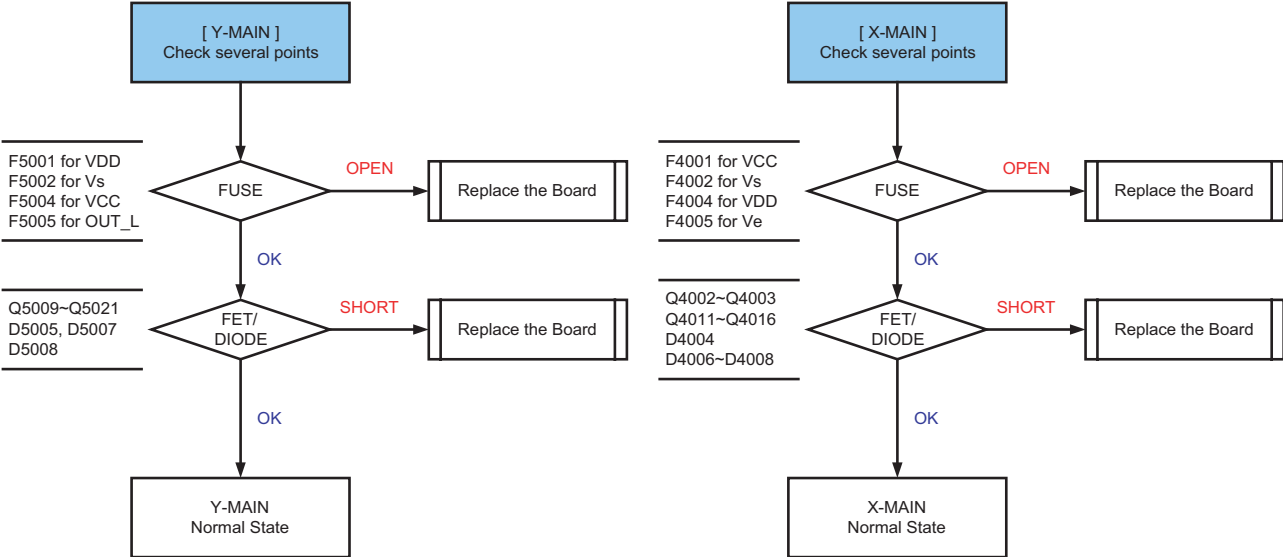 [ Y-MAIN ]
Check several points
F5001 for VDD
F5002 for Vs
F5004 for VCC
F5005 for OUT_L
FUSE
OPEN
Replace the Board
OK
Q5009~Q5021
D5005, D5007
D5008
FET/
DIODE
SHORT
Replace the Board
OK
Y-MAIN
Normal State
[ X-MAIN ]
Check several points
F4001 for VCC
F4002 for Vs
F4004 for VDD
F4005 for Ve
FUSE
OPEN
Replace the Board
OK
Q4002~Q4003
Q4011~Q4016
D4004
D4006~D4008
FET/
DIODE
SHORT
Replace the Board
OK
X-MAIN
Normal State